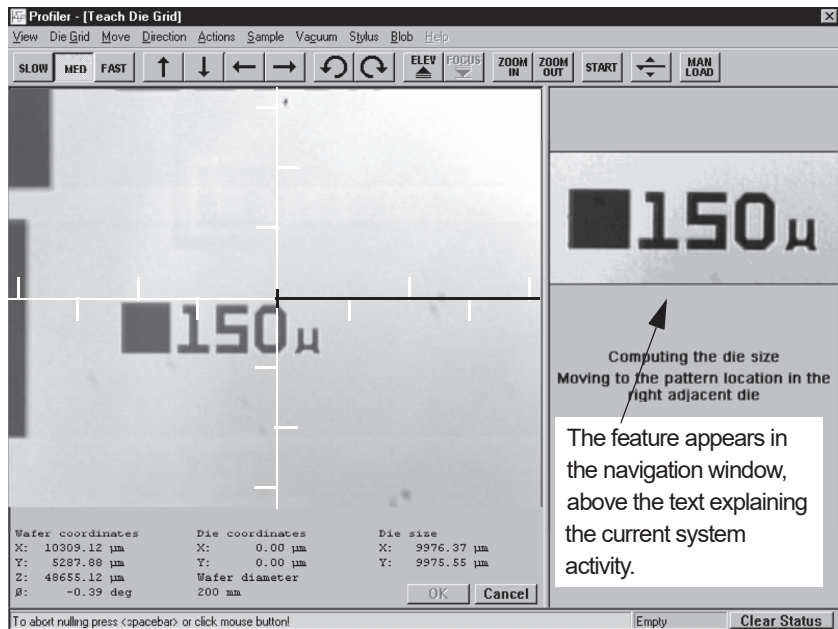 Profiler - [Teach Die Grid]
View Die Grid Move Direction Actions Sample Vacuum Stylus Blob Help
SLOW MED FAST ELEV FOCUS ZOOM IN ZOOM OUT START MAN LOAD
150µ
150µ
Computing the die size
Moving to the pattern location in the
right adjacent die
The feature appears in
the navigation window,
above the text explaining
the current system
activity.
Wafer coordinates Die coordinates Die size
X: 10309.12 µm X: 0.00 µm X: 9976.37 µm
Y: 5287.88 µm Y: 0.00 µm Y: 9975.55 µm
Z: 48655.12 µm Wafer diameter
Ø: -0.39 deg 200 mm OK Cancel
To abort nulling press <spacebar> or click mouse button! Empty Clear Status